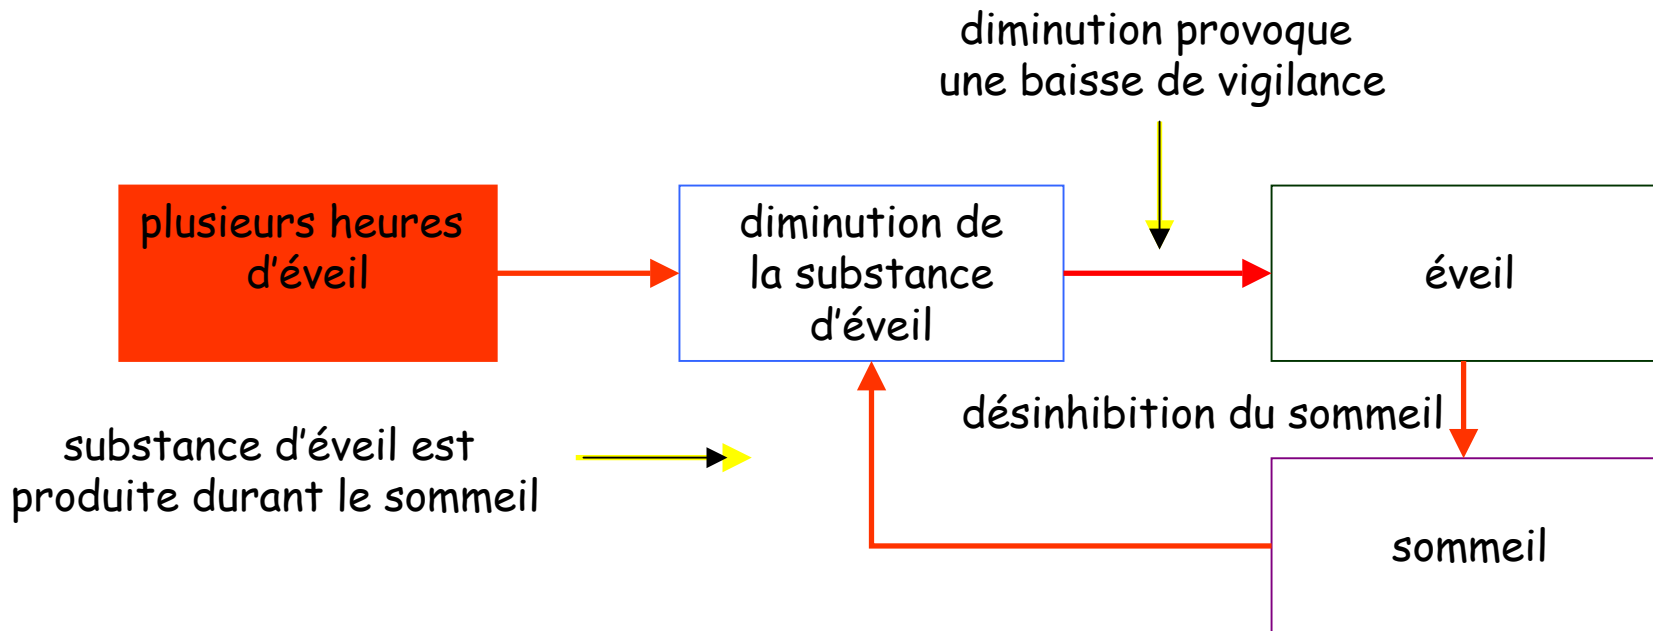 diminution provoque
une baisse de vigilance
plusieurs heures
d'éveil
diminution de
la substance
d'éveil
éveil
désinhibition du sommeil
substance d'éveil est
produite durant le sommeil
sommeil